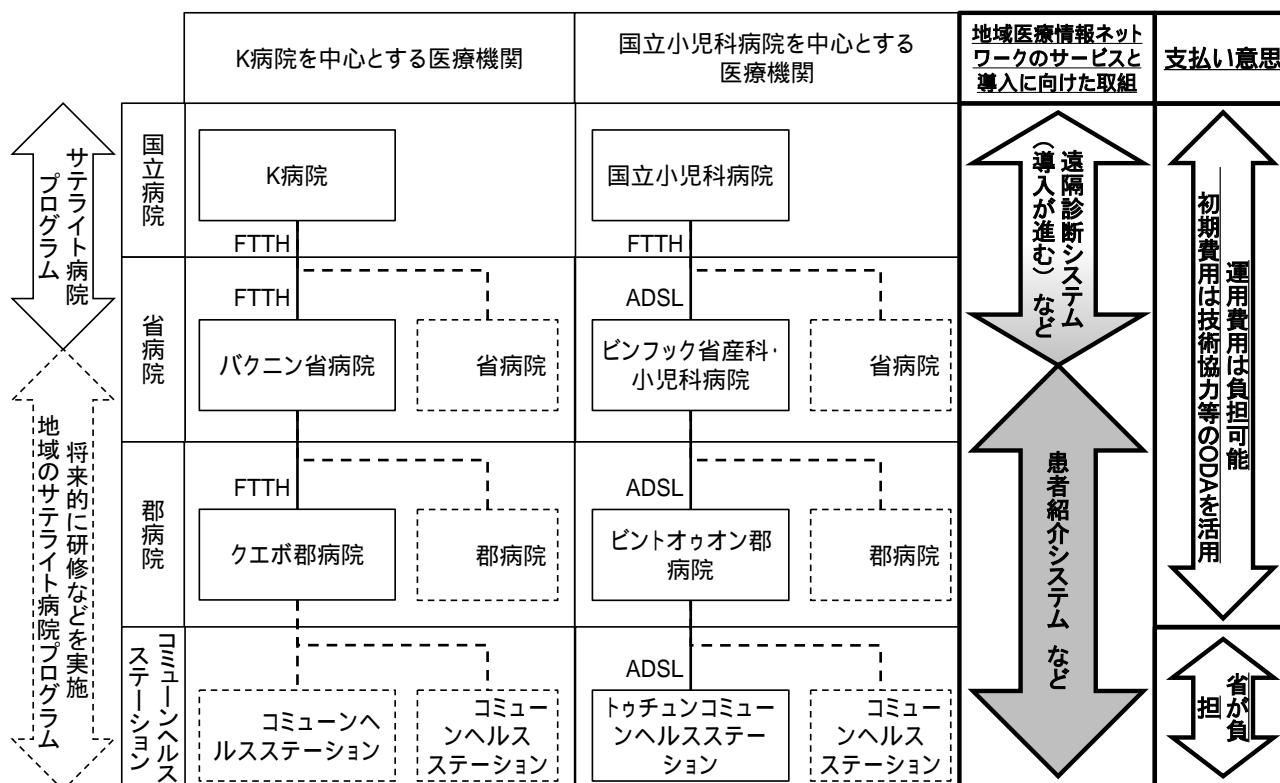 K病院を中心とする医療機関
国立小児科病院を中心とする
医療機関
地域医療情報ネット
ワークのサービスと
導入に向けた取組
支払い意思
サテライト病院
プログラム
国立病院
K病院
国立小児科病院
FTTH
FTTH
遠隔診断システム
(導入が進む) など
初期費用は技術協力等のODAを活用
運用費用は負担可能
省病院
FTTH
ADSL
バクニン省病院
省病院
ビンフック省産科・
小児科病院
省病院
将来的に研修などを実施
地域のサテライト病院プログラム
郡病院
FTTH
ADSL
クエボ郡病院
郡病院
ビントオゥオン郡
病院
郡病院
患者紹介システム など
コミューンヘルス
ステーション
ADSL
コミューンヘ
ルスステーション
コミュー
ンヘルス
ステーション
トゥチュンコミュー
ンヘルスステー
ション
コミュー
ンヘルス
ステーション
省が負
担